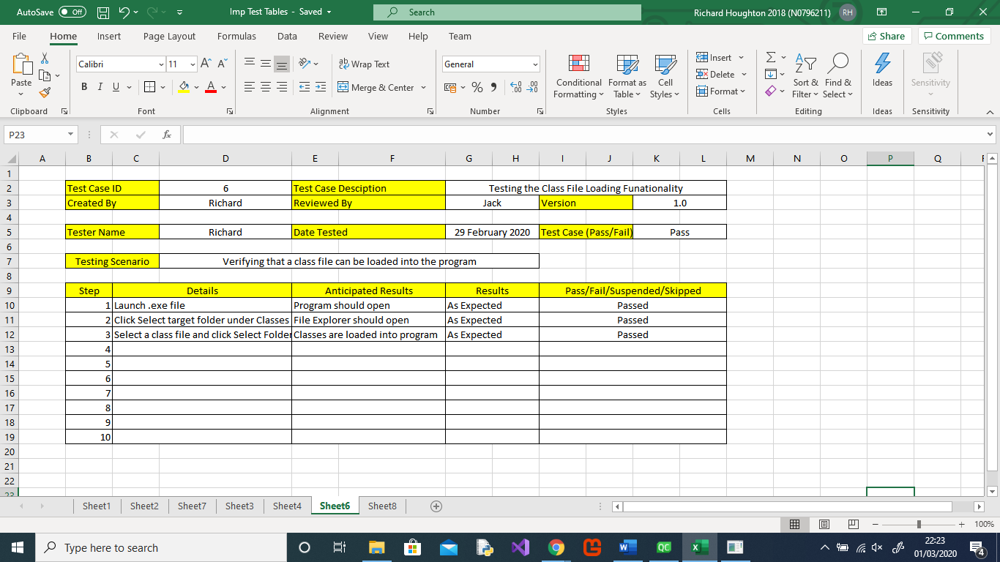 AutoSave Off Imp Test Tables - Saved Search Richard Houghton 2018 (N0796211) RH
File Home Insert Page Layout Formulas Data Review View Help Team Share Comments
Calibri 11 A A ab Wrap Text General Insert Σ
Paste B I U A Merge & Center % Conditional Formatting Format as Table Cell Styles Delete Format Sort & Filter Find & Select Ideas Sensitivity
Clipboard Font Alignment Number Styles Cells Editing Ideas Sensitivity
P23 fx
A B C D E F G H I J K L M N O P Q
1
2 Test Case ID 6 Test Case Desciption Testing the Class File Loading Funationality
3 Created By Richard Reviewed By Jack Version 1.0
4
5 Tester Name Richard Date Tested 29 February 2020 Test Case (Pass/Fail) Pass
6
7 Testing Scenario Verifying that a class file can be loaded into the program
8
9 Step Details Anticipated Results Results Pass/Fail/Suspended/Skipped
10 1 Launch .exe file Program should open As Expected Passed
11 2 Click Select target folder under Classes File Explorer should open As Expected Passed
12 3 Select a class file and click Select Folder Classes are loaded into program As Expected Passed
13 4
14 5
15 6
16 7
17 8
18 9
19 10
20
21
22
23
Sheet1 Sheet2 Sheet7 Sheet3 Sheet4 Sheet6 Sheet8
100%
Type here to search W QC X 22:23
01/03/2020 4